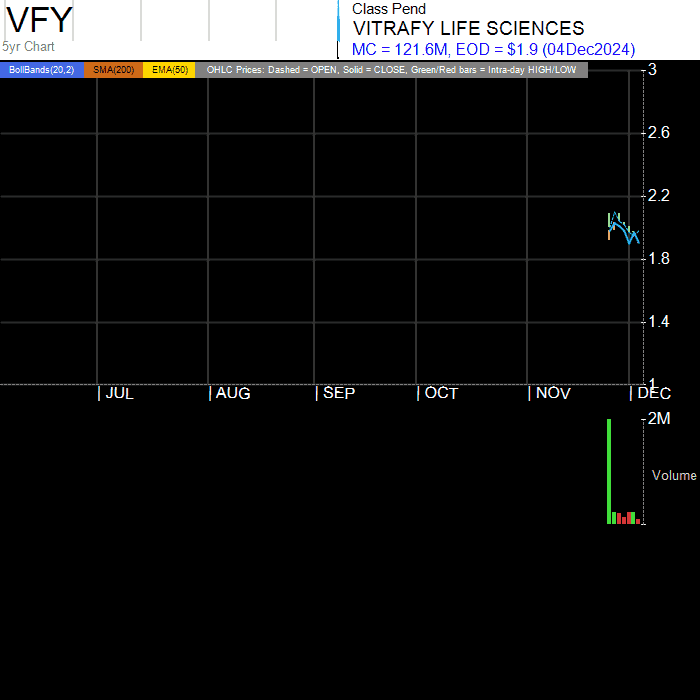 VFY
5yr Chart
Class Pend
VITRAFY LIFE SCIENCES
MC = 121.6M, EOD = $1.9 (04Dec2024)
BollBands(20,2) SMA(200) EMA(50) OHLC Prices: Dashed = OPEN, Solid = CLOSE, Green/Red bars = Intra-day HIGH/LOW
3
2.6
2.2
1.8
1.4
1
JUL AUG SEP OCT NOV DEC
2M
Volume